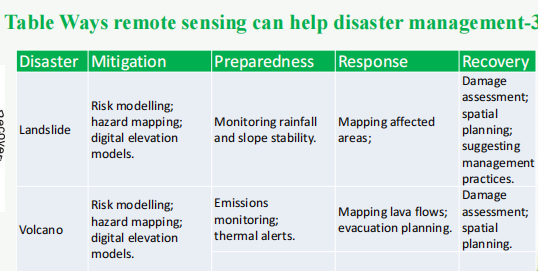 Table Ways remote sensing can help disaster management-3
Disaster Mitigation Preparedness Response Recovery
Landslide
Risk modelling;
hazard mapping;
digital elevation
models.
Monitoring rainfall
and slope stability.
Mapping affected
areas;
Damage
assessment;
spatial
planning;
suggesting
management
practices.
Volcano
Risk modelling;
hazard mapping;
digital elevation
models.
Emissions
monitoring;
thermal alerts.
Mapping lava flows;
evacuation planning.
Damage
assessment;
spatial
planning.